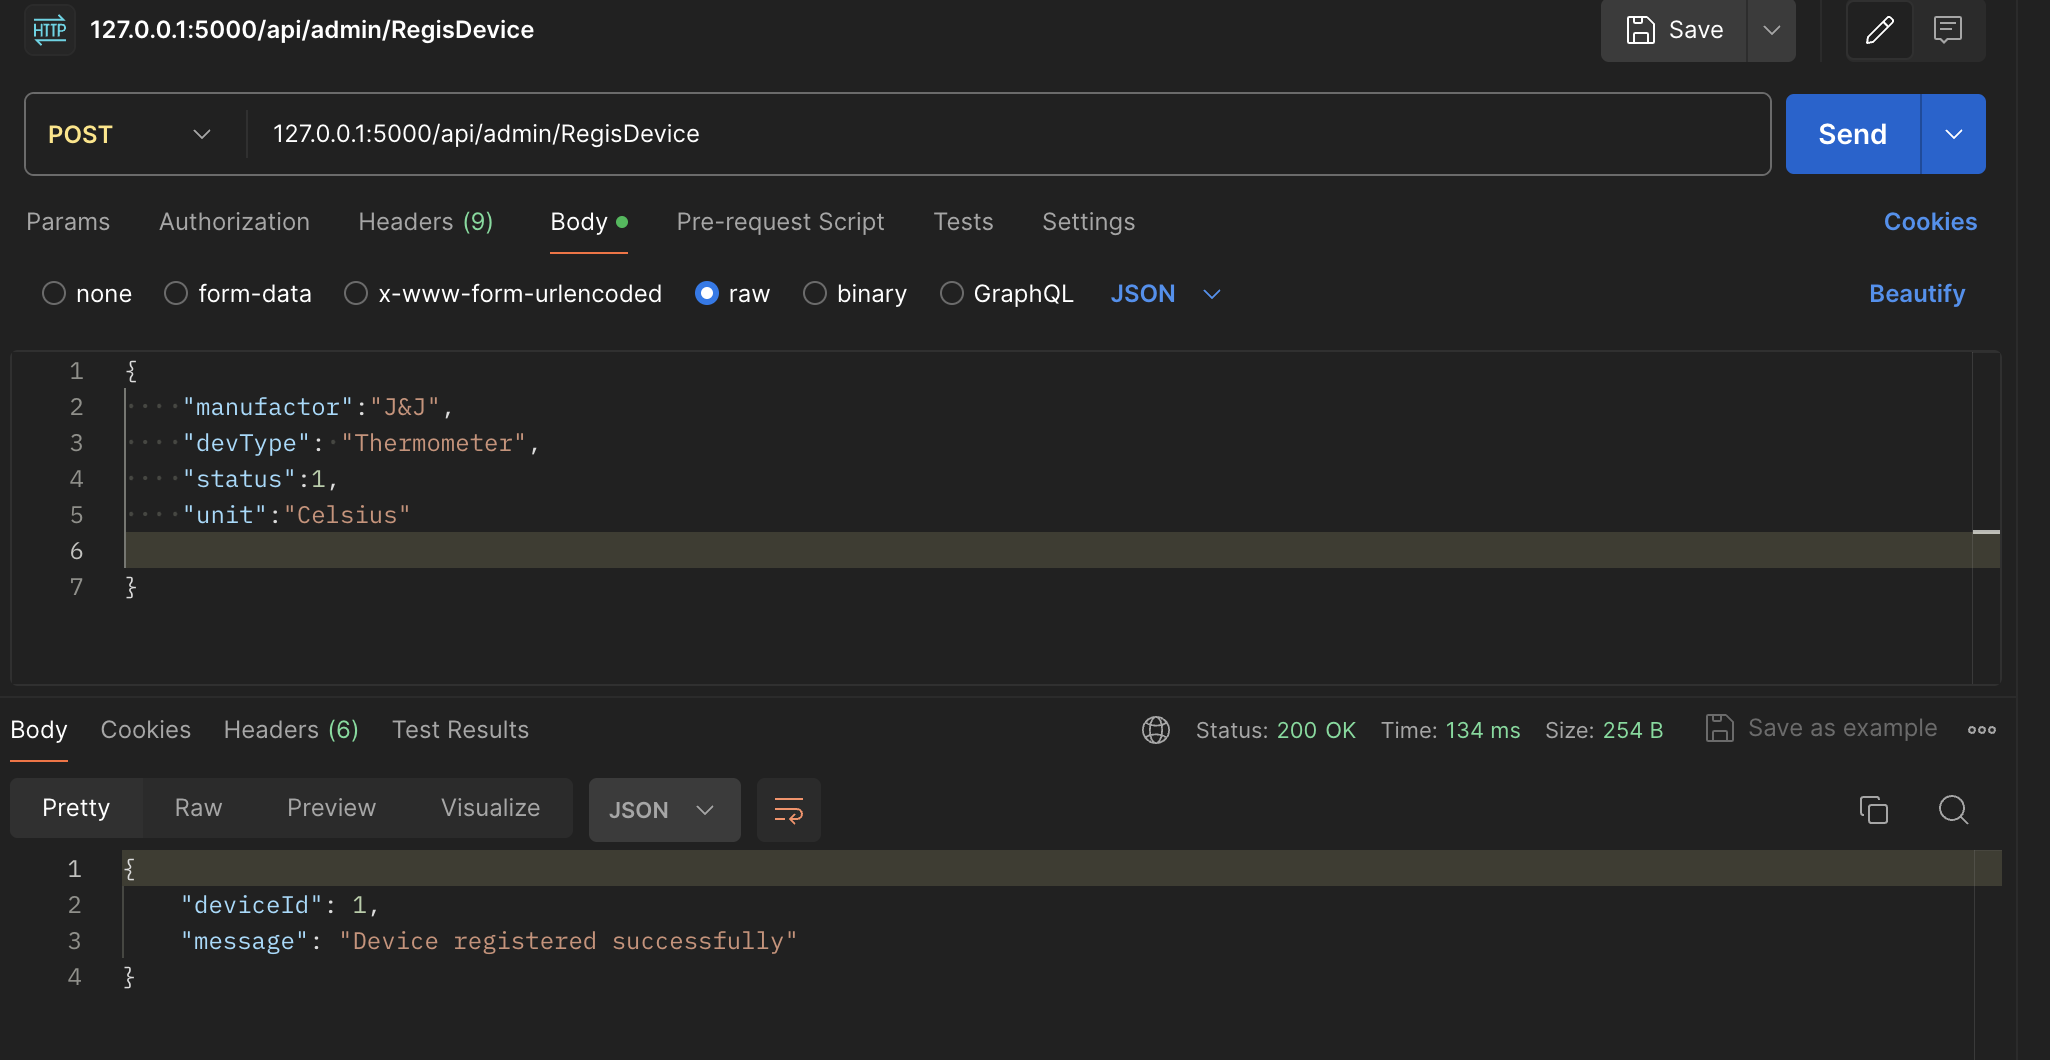 HTTP 127.0.0.1:5000/api/admin/RegisDevice Save
POST 127.0.0.1:5000/api/admin/RegisDevice Send
Params Authorization Headers (9) Body Pre-request Script Tests Settings Cookies
none form-data x-www-form-urlencoded raw binary GraphQL JSON Beautify
1 {
2 "manufactor":"J&J",
3 "devType": "Thermometer",
4 "status":1,
5 "unit":"Celsius"
6
7 }
Body Cookies Headers (6) Test Results Status: 200 OK Time: 134 ms Size: 254 B Save as example
Pretty Raw Preview Visualize JSON
1 {
2 "deviceId": 1,
3 "message": "Device registered successfully"
4 }